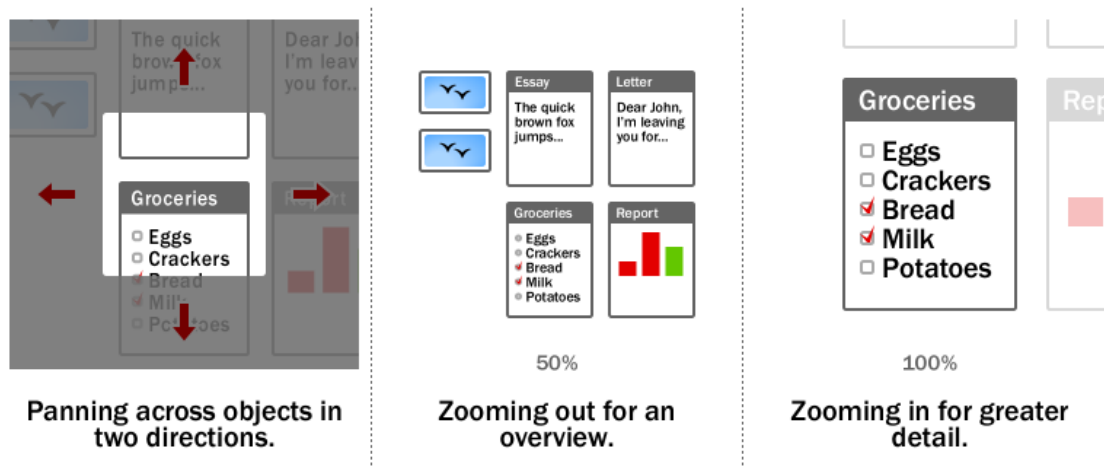 The quick
brown fox
jumps...
Dear Joh
I'm leav
you for..
Groceries
Eggs
Crackers
Bread
Milk
Potatoes
Report
Panning across objects in
two directions.
Essay
The quick
brown fox
jumps...
Letter
Dear John,
I'm leaving
you for...
Groceries
Eggs
Crackers
Bread
Milk
Potatoes
Report
50%
Zooming out for an
overview.
Groceries
Eggs
Crackers
Bread
Milk
Potatoes
Rep
100%
Zooming in for greater
detail.